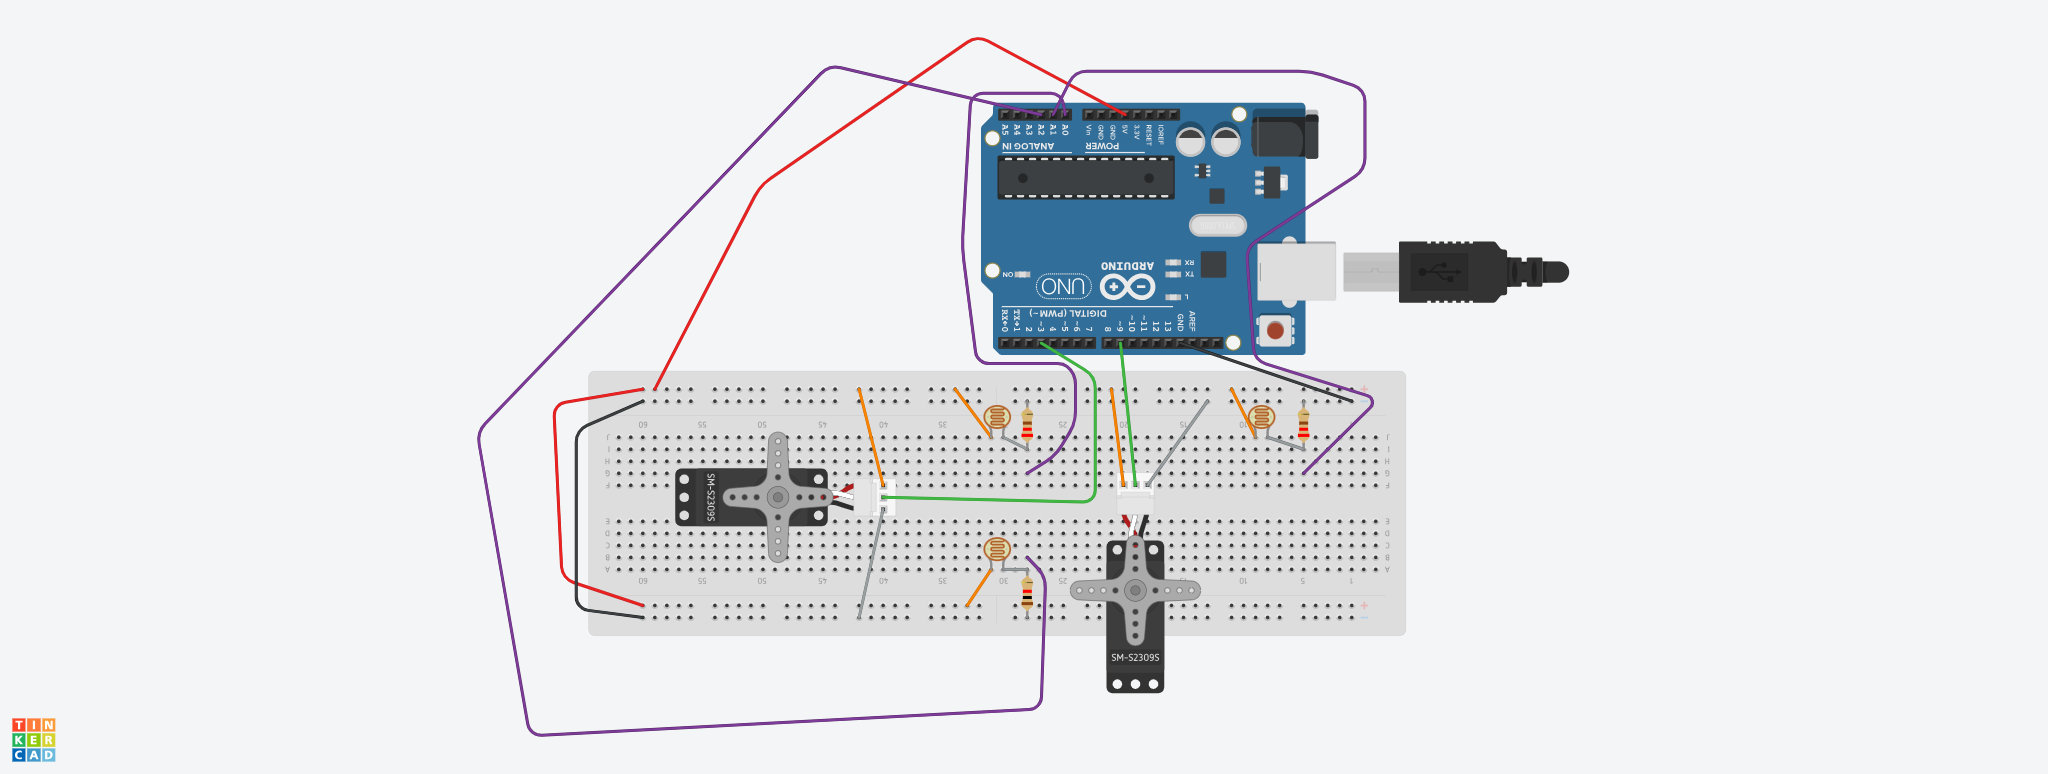 A5 A4 A3 A2 A1 A0
Vin GND GND 5V 3.3V RESET IOREF
ANALOG IN
POWER
RX
TX
ON
ARDUINO
UNO
L
DIGITAL (PWM~)
RX←0 TX→1 2 ~3 4 ~5 ~6 7
8 ~9 ~10 ~11 12 13 GND AREF
+
−
60 55 50 45 40 35 25 20 15 10 5
J J
I I
H H
G G
F F
SM-S2309S
E E
D D
C C
B B
A A
60 55 50 45 40 35 30 25 15 10 5 1
+
−
SM-S2309S
TIN
KER
CAD